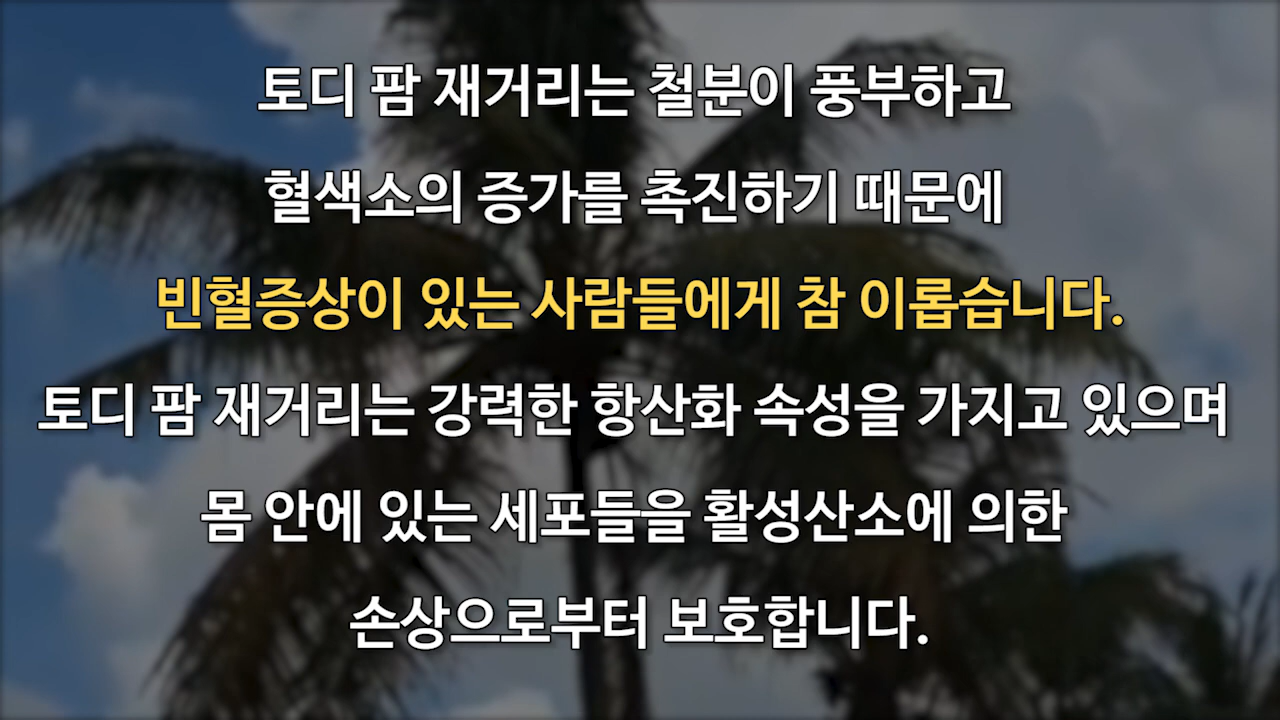 토디 팜 재거리는 철분이 풍부하고
혈색소의 증가를 촉진하기 때문에
빈혈증상이 있는 사람들에게 참 이롭습니다.
토디 팜 재거리는 강력한 항산화 속성을 가지고 있으며
몸 안에 있는 세포들을 활성산소에 의한
손상으로부터 보호합니다.